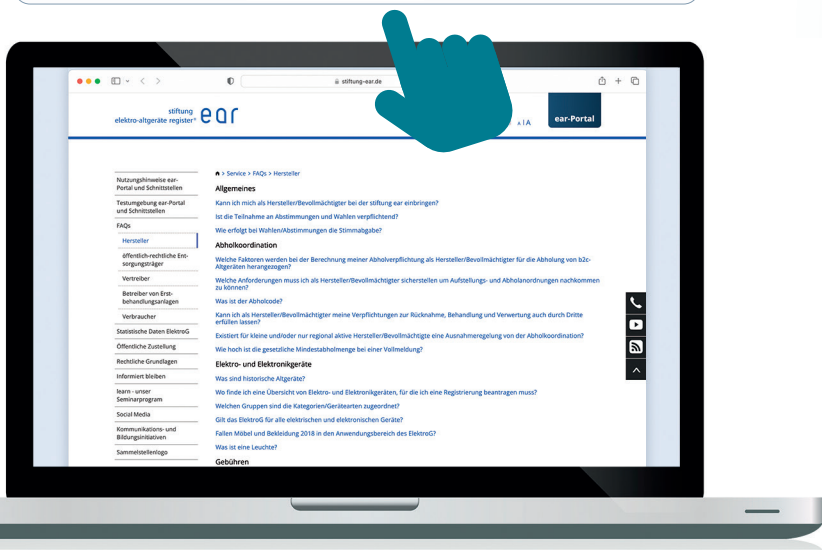 stiftung-ear.de
stiftung
elektro-altgeräte register®
ear
A I A
ear-Portal
Nutzungshinweise ear-
Portal und Schnittstellen
Testumgebung ear-Portal
und Schnittstellen
FAQs
Hersteller
öffentlich-rechtliche Ent-
sorgungsträger
Vertreiber
Betreiber von Erst-
behandlungsanlagen
Verbraucher
Statistische Daten ElektroG
Öffentliche Zustellung
Rechtliche Grundlagen
Informiert bleiben
learn - unser
Seminarprogram
Social Media
Kommunikations- und
Bildungsinitiativen
Sammelstellenlogo
> Service > FAQs > Hersteller
Allgemeines
Kann ich mich als Hersteller/Bevollmächtigter bei der stiftung ear einbringen?
Ist die Teilnahme an Abstimmungen und Wahlen verpflichtend?
Wie erfolgt bei Wahlen/Abstimmungen die Stimmabgabe?
Abholkoordination
Welche Faktoren werden bei der Berechnung meiner Abholverpflichtung als Hersteller/Bevollmächtigter für die Abholung von b2c-
Altgeräten herangezogen?
Welche Anforderungen muss ich als Hersteller/Bevollmächtigter sicherstellen um Aufstellungs- und Abholanordnungen nachkommen
zu können?
Was ist der Abholcode?
Kann ich als Hersteller/Bevollmächtigter meine Verpflichtungen zur Rücknahme, Behandlung und Verwertung auch durch Dritte
erfüllen lassen?
Existiert für kleine und/oder nur regional aktive Hersteller/Bevollmächtigte eine Ausnahmeregelung von der Abholkoordination?
Wie hoch ist die gesetzliche Mindestabholmenge bei einer Vollmeldung?
Elektro- und Elektronikgeräte
Was sind historische Altgeräte?
Wo finde ich eine Übersicht von Elektro- und Elektronikgeräten, für die ich eine Registrierung beantragen muss?
Welchen Gruppen sind die Kategorien/Gerätearten zugeordnet?
Gilt das ElektroG für alle elektrischen und elektronischen Geräte?
Fallen Möbel und Bekleidung 2018 in den Anwendungsbereich des ElektroG?
Was ist eine Leuchte?
Gebühren